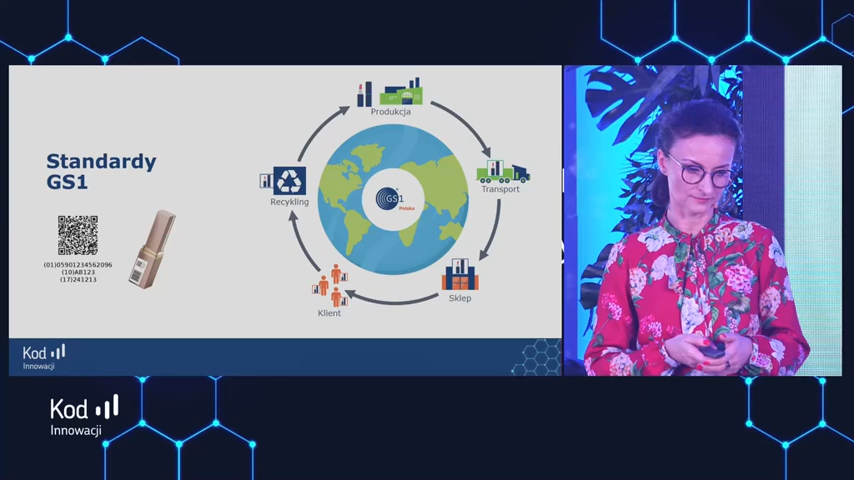 Standardy
GS1
(01)05901234562096
(10)AB123
(17)241213
Produkcja
Transport
Sklep
Klient
Recykling
GS1
Polska
Kod
Innowacji
Kod
Innowacji